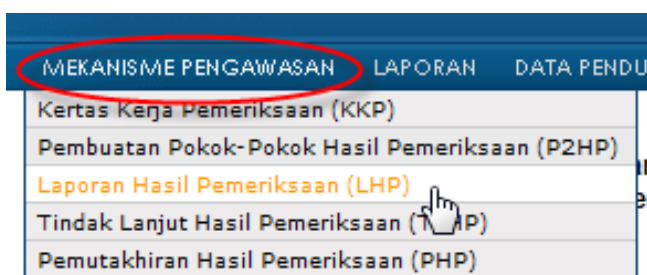 MEKANISME PENGAWASAN LAPORAN DATA PENDU
Kertas Kerja Pemeriksaan (KKP)
Pembuatan Pokok-Pokok Hasil Pemeriksaan (P2HP)
Laporan Hasil Pemeriksaan (LHP)
Tindak Lanjut Hasil Pemeriksaan
Pemutakhiran Hasil Pemeriksaan (PHP)